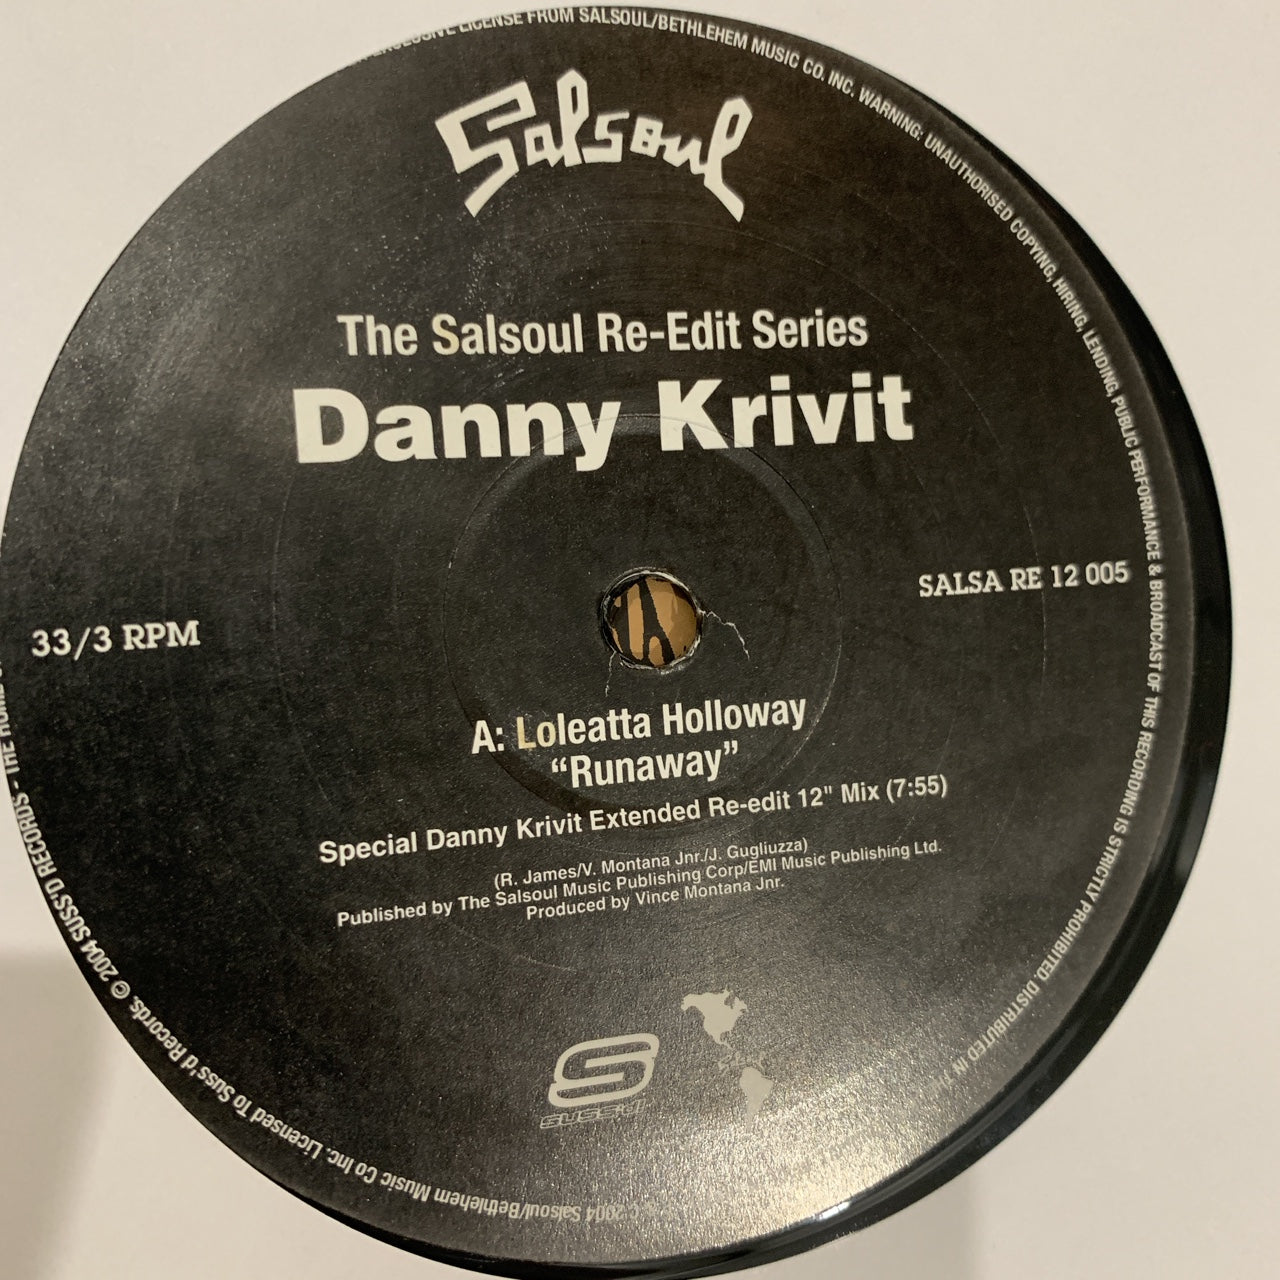 Salsoul
The Salsoul Re-Edit Series
Danny Krivit
SALSA RE 12 005
33/3 RPM
A: Loleatta Holloway
“Runaway”
Special Danny Krivit Extended Re-edit 12" Mix (7:55)
(R. James/V. Montana Jnr./J. Gugliuzza)
Published by The Salsoul Music Publishing Corp/EMI Music Publishing Ltd.
Produced by Vince Montana Jnr.
SUSS'D
LICENSE FROM SALSOUL/BETHLEHEM MUSIC CO. INC. WARNING: UNAUTHORISED COPYING, HIRING, LENDING, PUBLIC PERFORMANCE & BROADCAST OF THIS RECORDING IS STRICTLY PROHIBITED. DISTRIBUTED IN THE
2004 Salsoul/Bethlehem Music Co Inc. Licensed To Suss'd Records. © 2004 SUSS'D RECORDS - THE